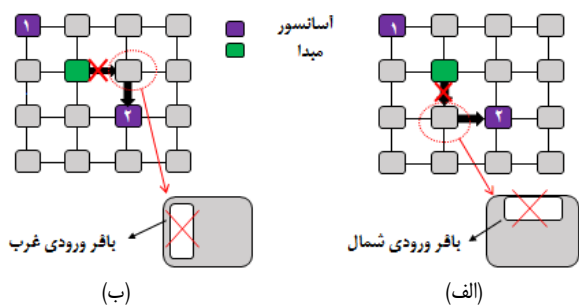 ۱
آسانسور
مبدا
۱
۲
۲
بافر ورودی غرب
بافر ورودی شمال
(ب)
(الف)